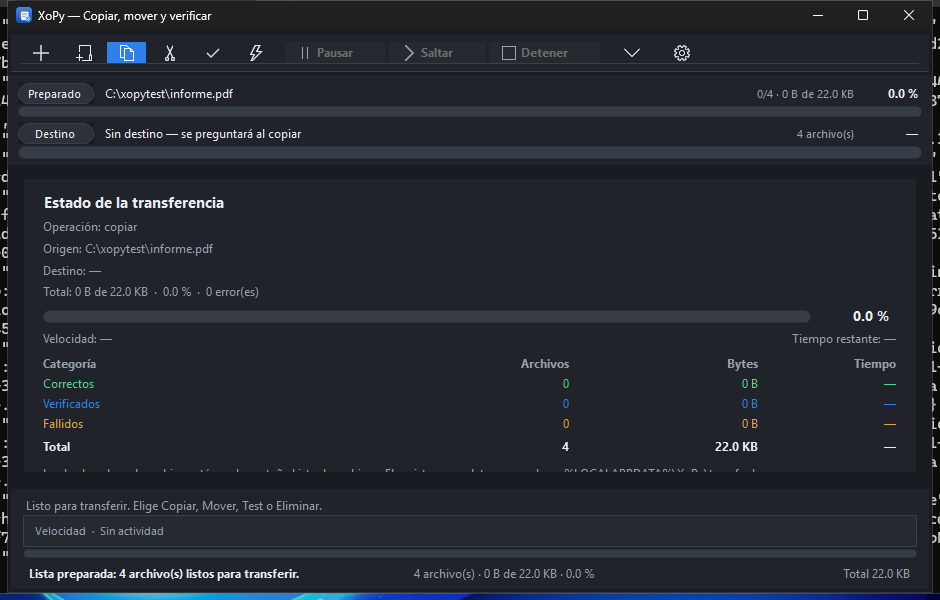 XoPy — Copiar, mover y verificar
Pausar Saltar Detener
Preparado C:\xopytest\informe.pdf 0/4 · 0 B de 22.0 KB 0.0 %
Destino Sin destino — se preguntará al copiar 4 archivo(s) —
Estado de la transferencia
Operación: copiar
Origen: C:\xopytest\informe.pdf
Destino: —
Total: 0 B de 22.0 KB · 0.0 % · 0 error(es)
0.0 %
Velocidad: — Tiempo restante: —
Categoría Archivos Bytes Tiempo
Correctos 0 0 B —
Verificados 0 0 B —
Fallidos 0 0 B —
Total 4 22.0 KB —
Listo para transferir. Elige Copiar, Mover, Test o Eliminar.
Velocidad · Sin actividad
Lista preparada: 4 archivo(s) listos para transferir. 4 archivo(s) · 0 B de 22.0 KB · 0.0 % Total 22.0 KB